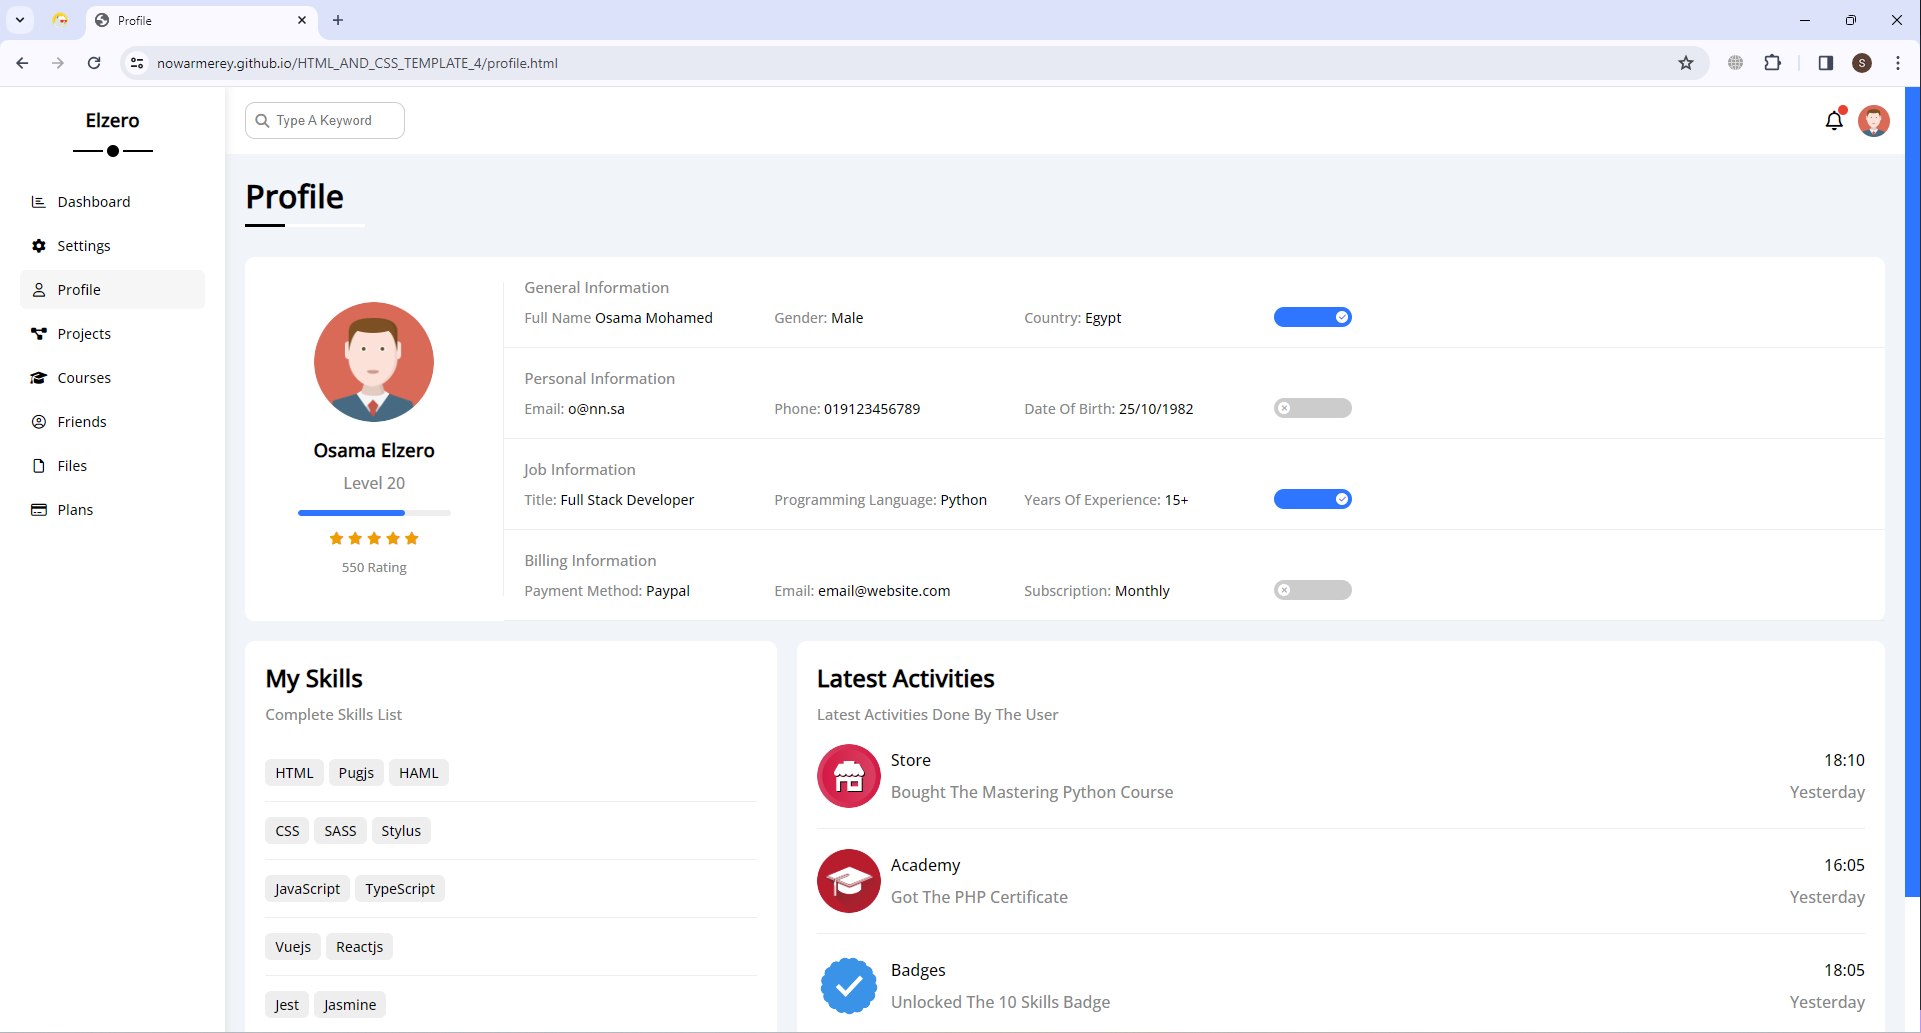 Profile
nowarmerey.github.io/HTML_AND_CSS_TEMPLATE_4/profile.html
S
Elzero
Type A Keyword
Dashboard
Settings
Profile
Projects
Courses
Friends
Files
Plans
Profile
Osama Elzero
Level 20
550 Rating
General Information
Full Name Osama Mohamed Gender: Male Country: Egypt
Personal Information
Email: o@nn.sa Phone: 019123456789 Date Of Birth: 25/10/1982
Job Information
Title: Full Stack Developer Programming Language: Python Years Of Experience: 15+
Billing Information
Payment Method: Paypal Email: email@website.com Subscription: Monthly
My Skills
Complete Skills List
HTML Pugjs HAML
CSS SASS Stylus
JavaScript TypeScript
Vuejs Reactjs
Jest Jasmine
Latest Activities
Latest Activities Done By The User
Store 18:10
Bought The Mastering Python Course Yesterday
Academy 16:05
Got The PHP Certificate Yesterday
Badges 18:05
Unlocked The 10 Skills Badge Yesterday